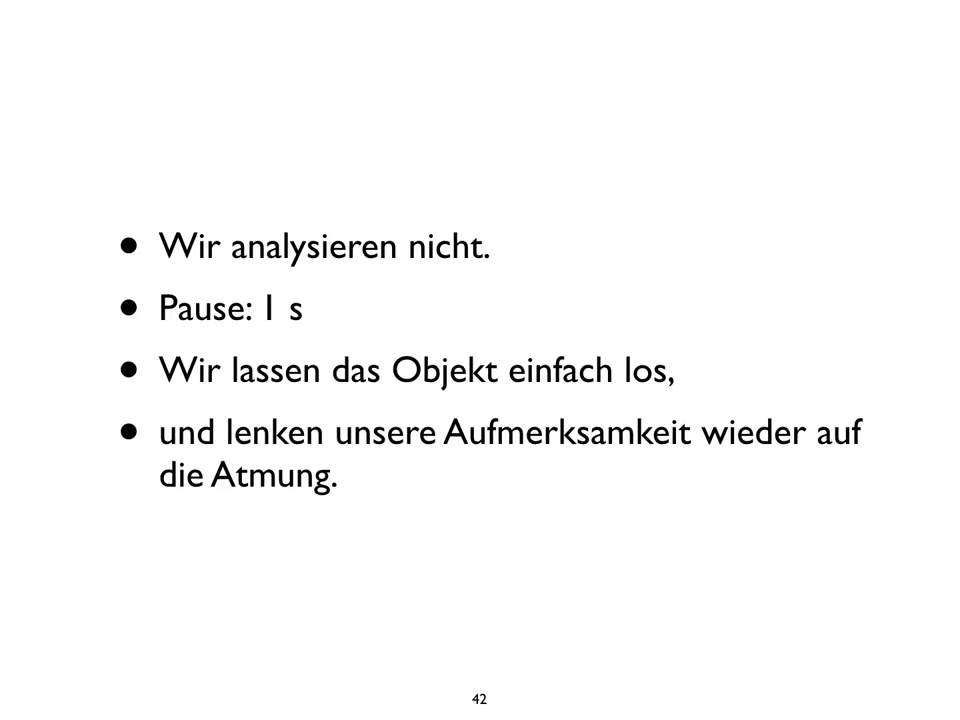 • Wir analysieren nicht.
• Pause: 1 s
• Wir lassen das Objekt einfach los,
• und lenken unsere Aufmerksamkeit wieder auf
die Atmung.
42